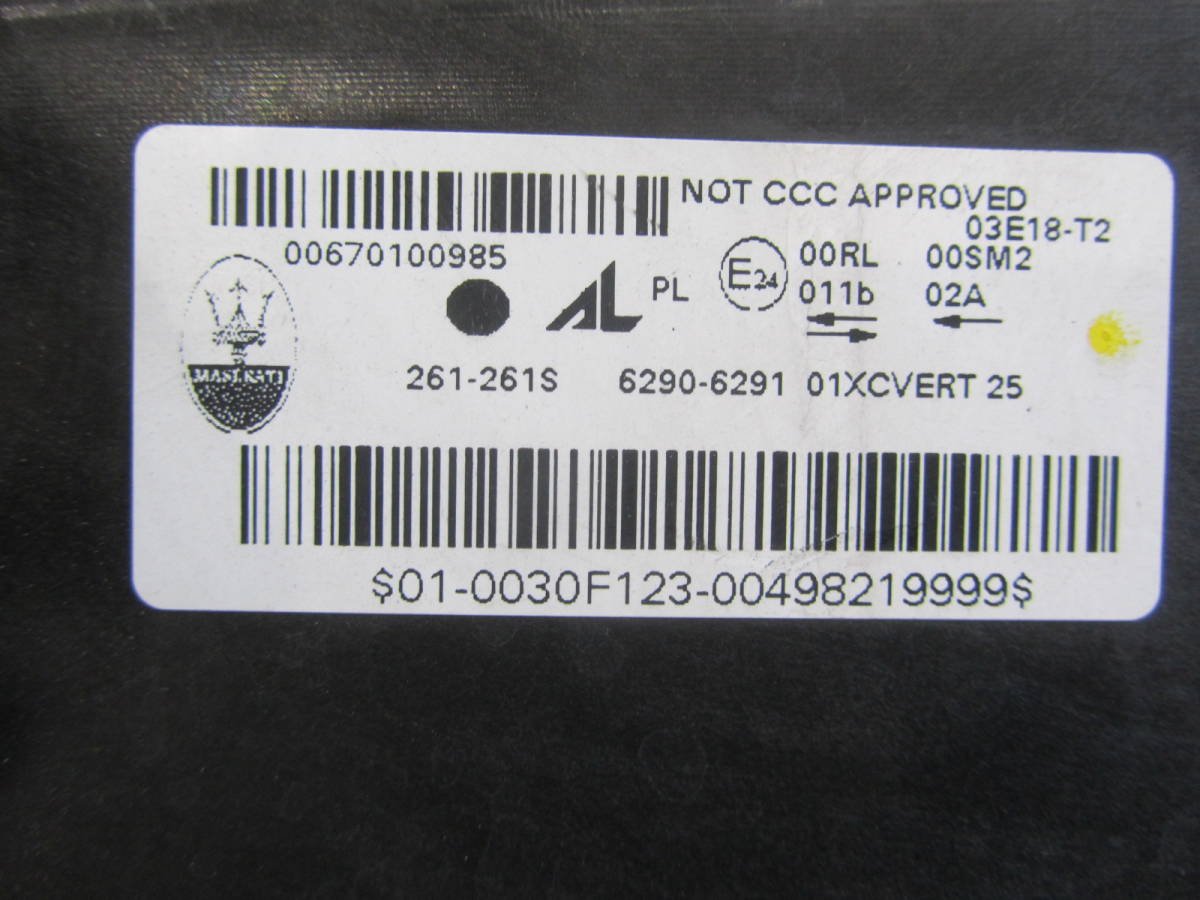 NOT CCC APPROVED
03E18-T2
00670100985
MASERATI
AL PL E24 00RL 00SM2
011b 02A
261-261S 6290-6291 01XCVERT 25
$01-0030F123-00498219999$